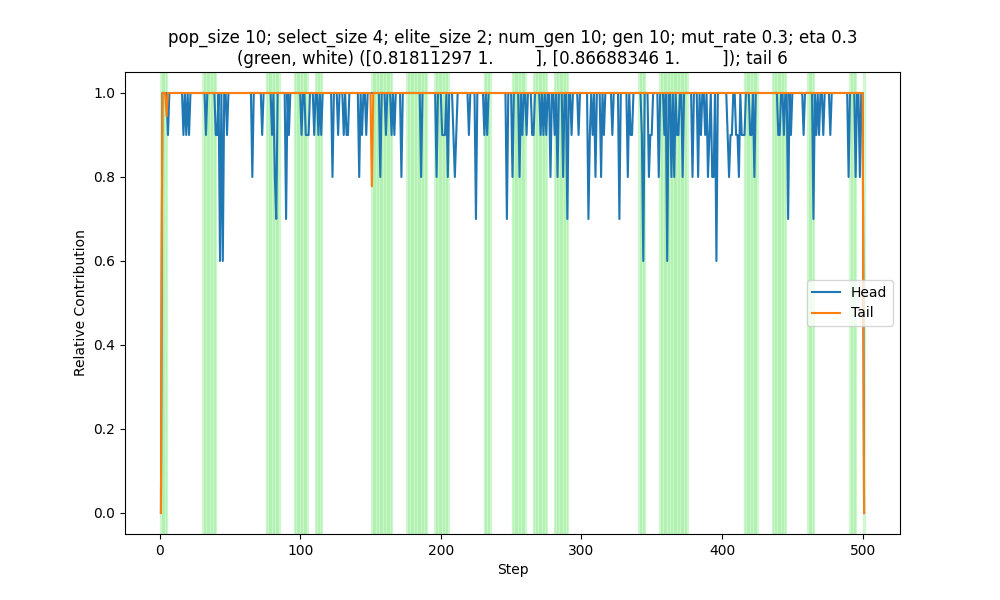 pop_size 10; select_size 4; elite_size 2; num_gen 10; gen 10; mut_rate 0.3; eta 0.3
(green, white) ([0.81811297 1.         ], [0.86688346 1.         ]); tail 6
1.0
0.8
0.6
0.4
0.2
0.0
Relative Contribution
Head
Tail
0
100
200
300
400
500
Step